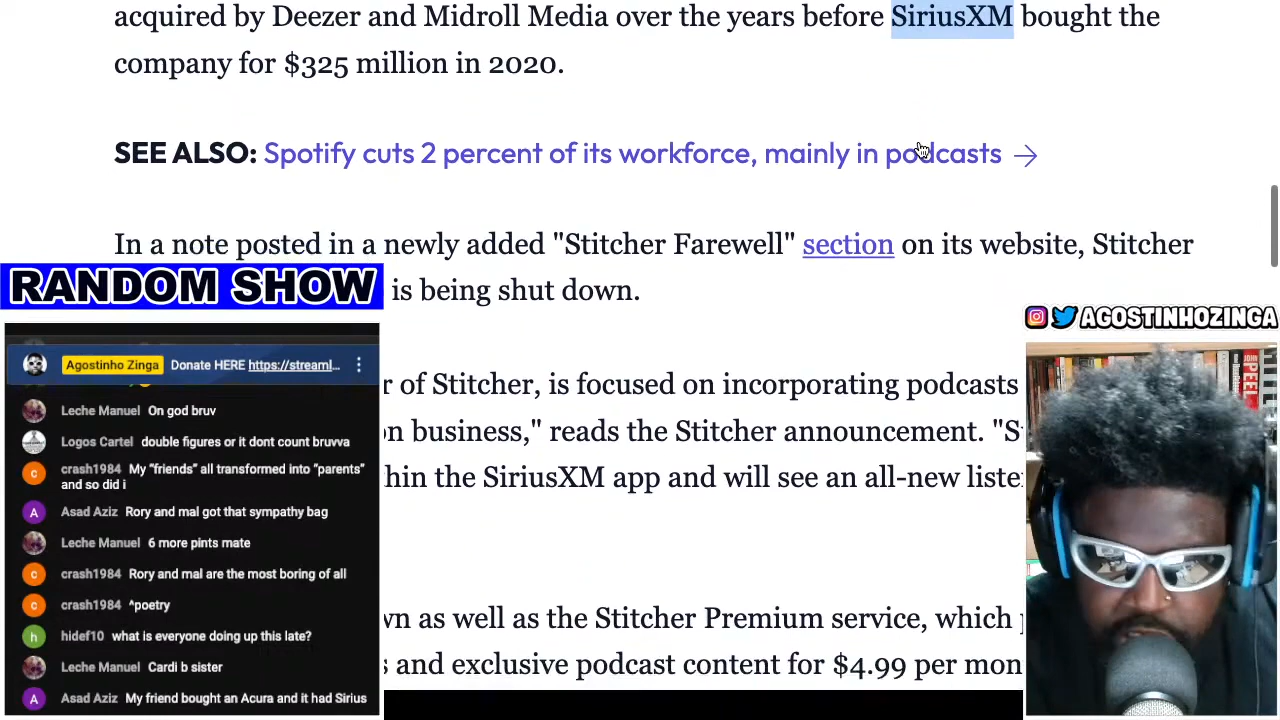 acquired by Deezer and Midroll Media over the years before SiriusXM bought the
company for $325 million in 2020.
SEE ALSO: Spotify cuts 2 percent of its workforce, mainly in podcasts →
In a note posted in a newly added "Stitcher Farewell" section on its website, Stitcher
is being shut down.
RANDOM SHOW
AGOSTINHOZINGA
Agostinho Zinga Donate HERE https://streaml...
Leche Manuel On god bruv
Logos Cartel double figures or it dont count bruvva
crash1984 My "friends" all transformed into "parents"
and so did i
Asad Aziz Rory and mal got that sympathy bag
Leche Manuel 6 more pints mate
crash1984 Rory and mal are the most boring of all
crash1984 ^poetry
hidef10 what is everyone doing up this late?
Leche Manuel Cardi b sister
Asad Aziz My friend bought an Acura and it had Sirius
r of Stitcher, is focused on incorporating podcasts
on business," reads the Stitcher announcement. "S
hin the SiriusXM app and will see an all-new liste
wn as well as the Stitcher Premium service, which
s and exclusive podcast content for $4.99 per mon
JOHN
PEEL